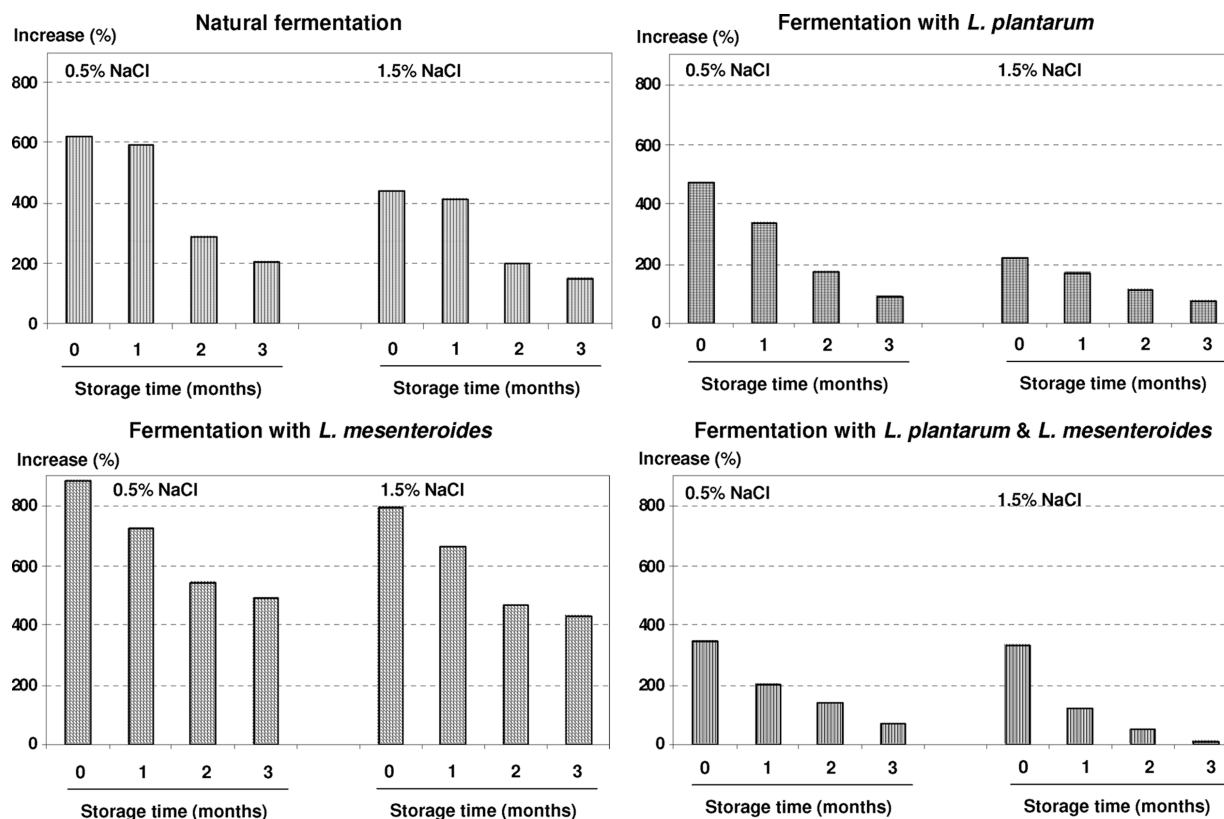 Natural fermentation
Increase (%)
0.5% NaCl
1.5% NaCl
800
600
400
200
0
0 1 2 3
0 1 2 3
Storage time (months)
Storage time (months)
Fermentation with L. plantarum
Increase (%)
0.5% NaCl
1.5% NaCl
800
600
400
200
0
0 1 2 3
0 1 2 3
Storage time (months)
Storage time (months)
Fermentation with L. mesenteroides
Increase (%)
0.5% NaCl
1.5% NaCl
800
600
400
200
0
0 1 2 3
0 1 2 3
Storage time (months)
Storage time (months)
Fermentation with L. plantarum & L. mesenteroides
Increase (%)
0.5% NaCl
1.5% NaCl
800
600
400
200
0
0 1 2 3
0 1 2 3
Storage time (months)
Storage time (months)